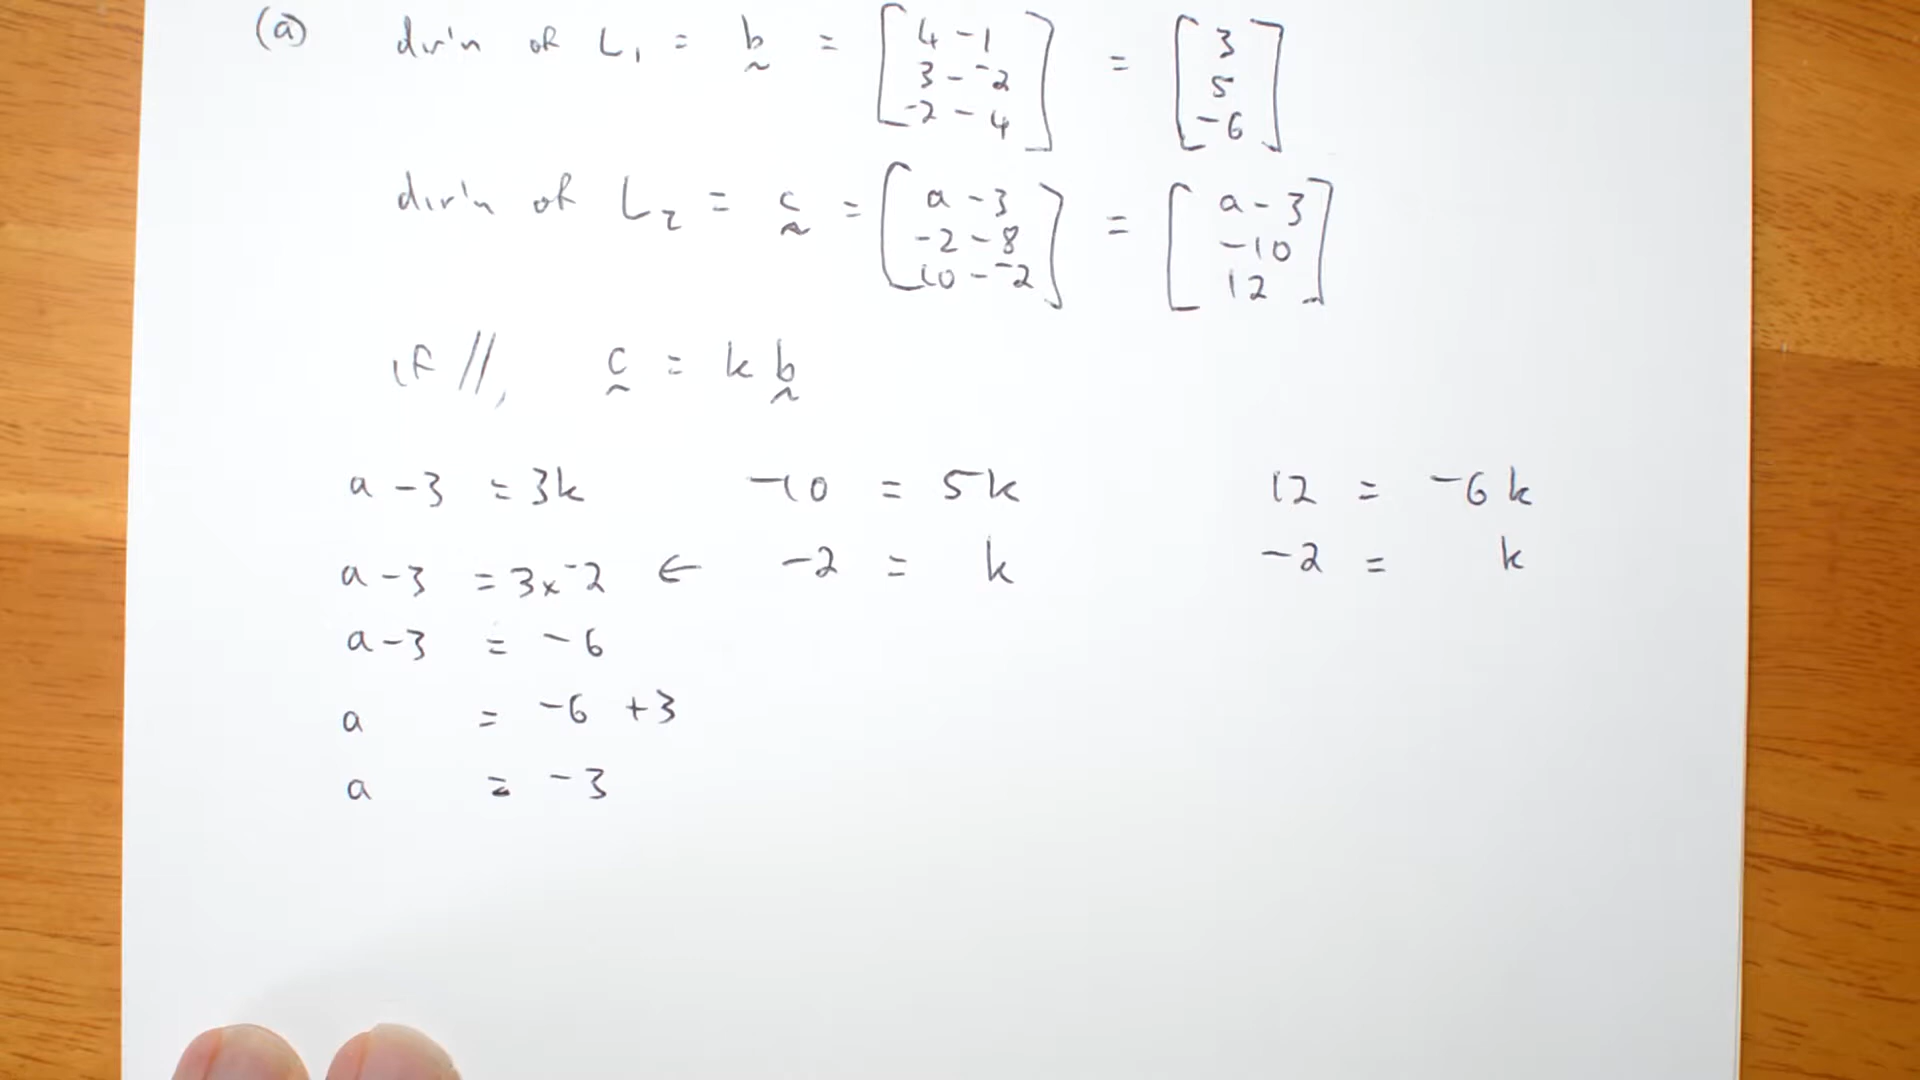 (a) dir'n of L₁ = b̰ = [4 - 1; 3 - ⁻2; -2 - 4] = [3; 5; -6]
dir'n of L₂ = c̰ = [a - 3; -2 - 8; 10 - ⁻2] = [a - 3; -10; 12]
if //, c̰ = k b̰
a - 3 = 3k -10 = 5k 12 = -6k
a - 3 = 3x⁻2 ← -2 = k -2 = k
a - 3 = -6
a = -6 + 3
a = -3